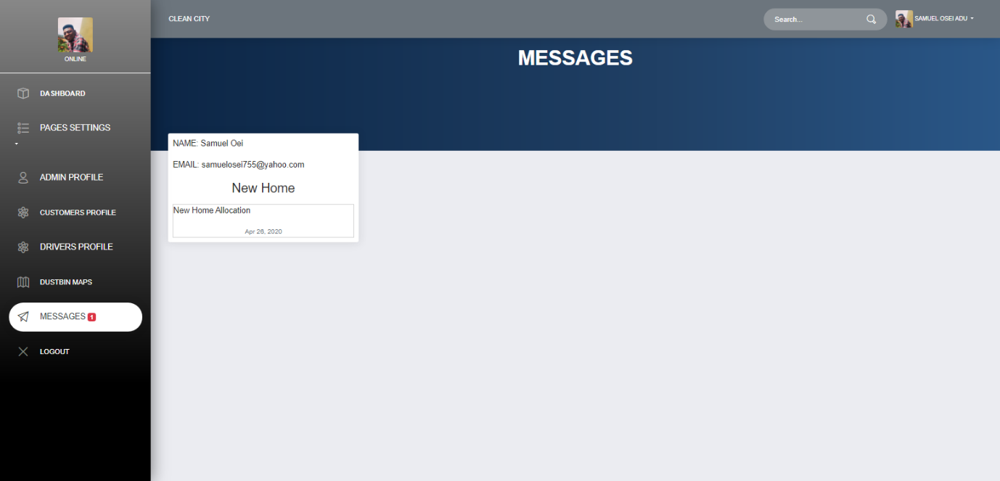 ONLINE
DASHBOARD
PAGES SETTINGS
ADMIN PROFILE
CUSTOMERS PROFILE
DRIVERS PROFILE
DUSTBIN MAPS
MESSAGES 1
LOGOUT
CLEAN CITY
Search...
SAMUEL OSEI ADU
MESSAGES
NAME: Samuel Oei
EMAIL: samuelosei755@yahoo.com
New Home
New Home Allocation
Apr 26, 2020